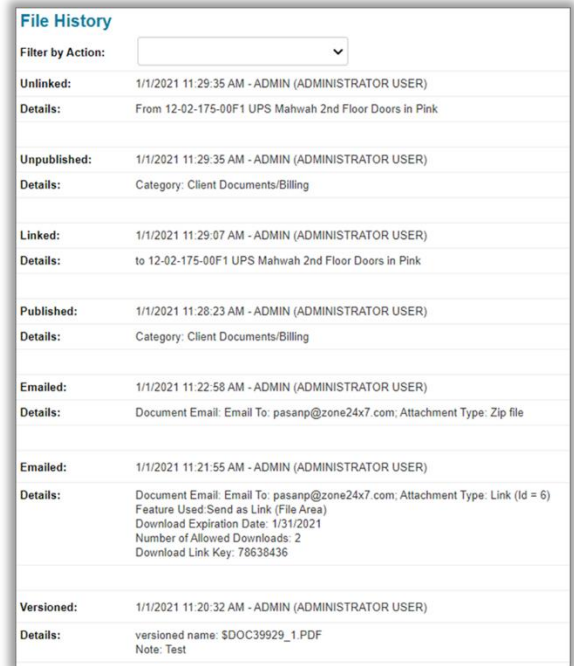 File History
Filter by Action:
Unlinked: 1/1/2021 11:29:35 AM - ADMIN (ADMINISTRATOR USER)
Details: From 12-02-175-00F1 UPS Mahwah 2nd Floor Doors in Pink
Unpublished: 1/1/2021 11:29:35 AM - ADMIN (ADMINISTRATOR USER)
Details: Category: Client Documents/Billing
Linked: 1/1/2021 11:29:07 AM - ADMIN (ADMINISTRATOR USER)
Details: to 12-02-175-00F1 UPS Mahwah 2nd Floor Doors in Pink
Published: 1/1/2021 11:28:23 AM - ADMIN (ADMINISTRATOR USER)
Details: Category: Client Documents/Billing
Emailed: 1/1/2021 11:22:58 AM - ADMIN (ADMINISTRATOR USER)
Details: Document Email: Email To: pasanp@zone24x7.com; Attachment Type: Zip file
Emailed: 1/1/2021 11:21:55 AM - ADMIN (ADMINISTRATOR USER)
Details: Document Email: Email To: pasanp@zone24x7.com; Attachment Type: Link (Id = 6)
Feature Used:Send as Link (File Area)
Download Expiration Date: 1/31/2021
Number of Allowed Downloads: 2
Download Link Key: 78638436
Versioned: 1/1/2021 11:20:32 AM - ADMIN (ADMINISTRATOR USER)
Details: versioned name: $DOC39929_1.PDF
Note: Test